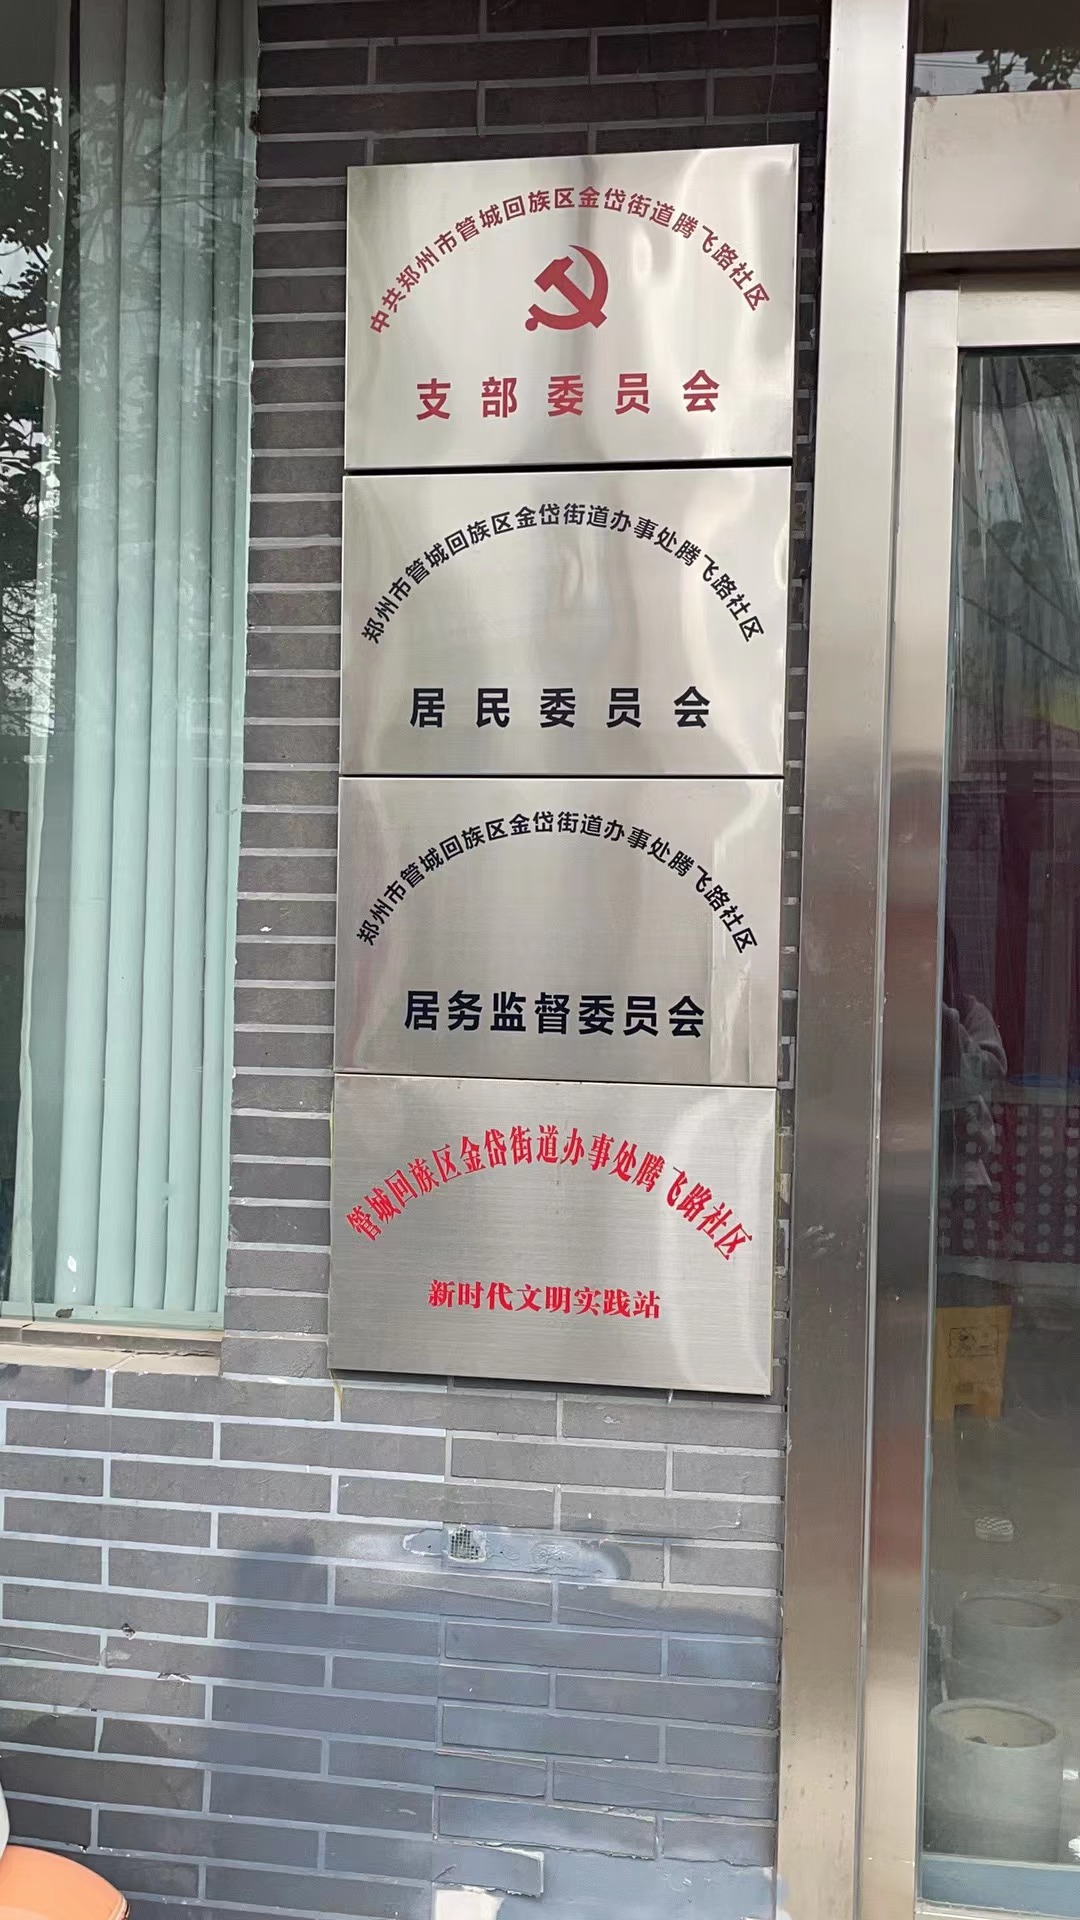 中共郑州市管城回族区金岱街道腾飞路社区
支部委员会
郑州市管城回族区金岱街道办事处腾飞路社区
居民委员会
郑州市管城回族区金岱街道办事处腾飞路社区
居务监督委员会
管城回族区金岱街道办事处腾飞路社区
新时代文明实践站